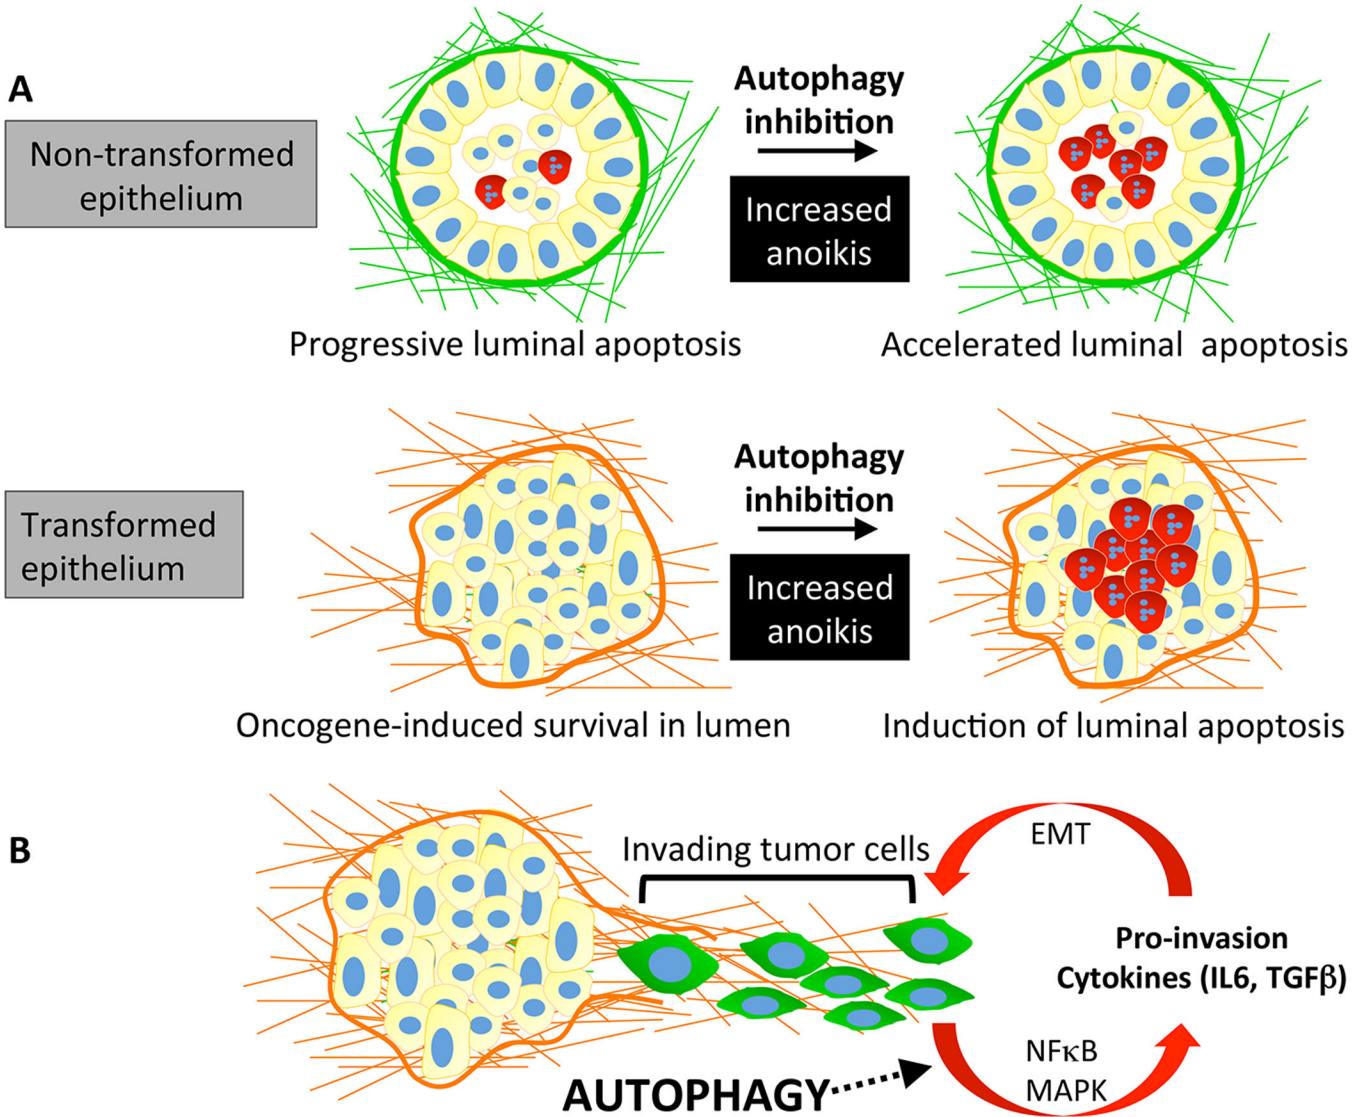 A
Non-transformed
epithelium
Autophagy
inhibition
Increased
anoikis
Progressive luminal apoptosis
Accelerated luminal apoptosis
Transformed
epithelium
Autophagy
inhibition
Increased
anoikis
Oncogene-induced survival in lumen
Induction of luminal apoptosis
B
Invading tumor cells
EMT
Pro-invasion
Cytokines (IL6, TGFβ)
NFκB
MAPK
AUTOPHAGY